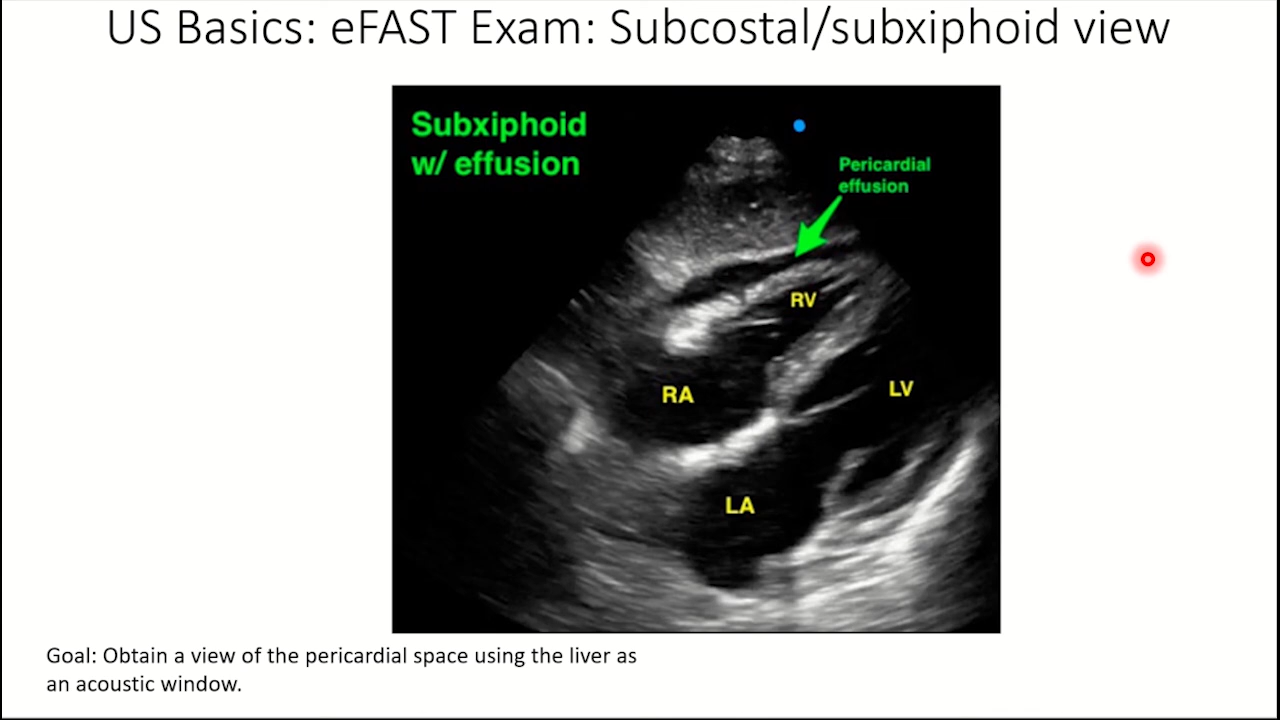 US Basics: eFAST Exam: Subcostal/subxiphoid view
Subxiphoid
w/ effusion
Pericardial
effusion
RV
RA
LV
LA
Goal: Obtain a view of the pericardial space using the liver as
an acoustic window.